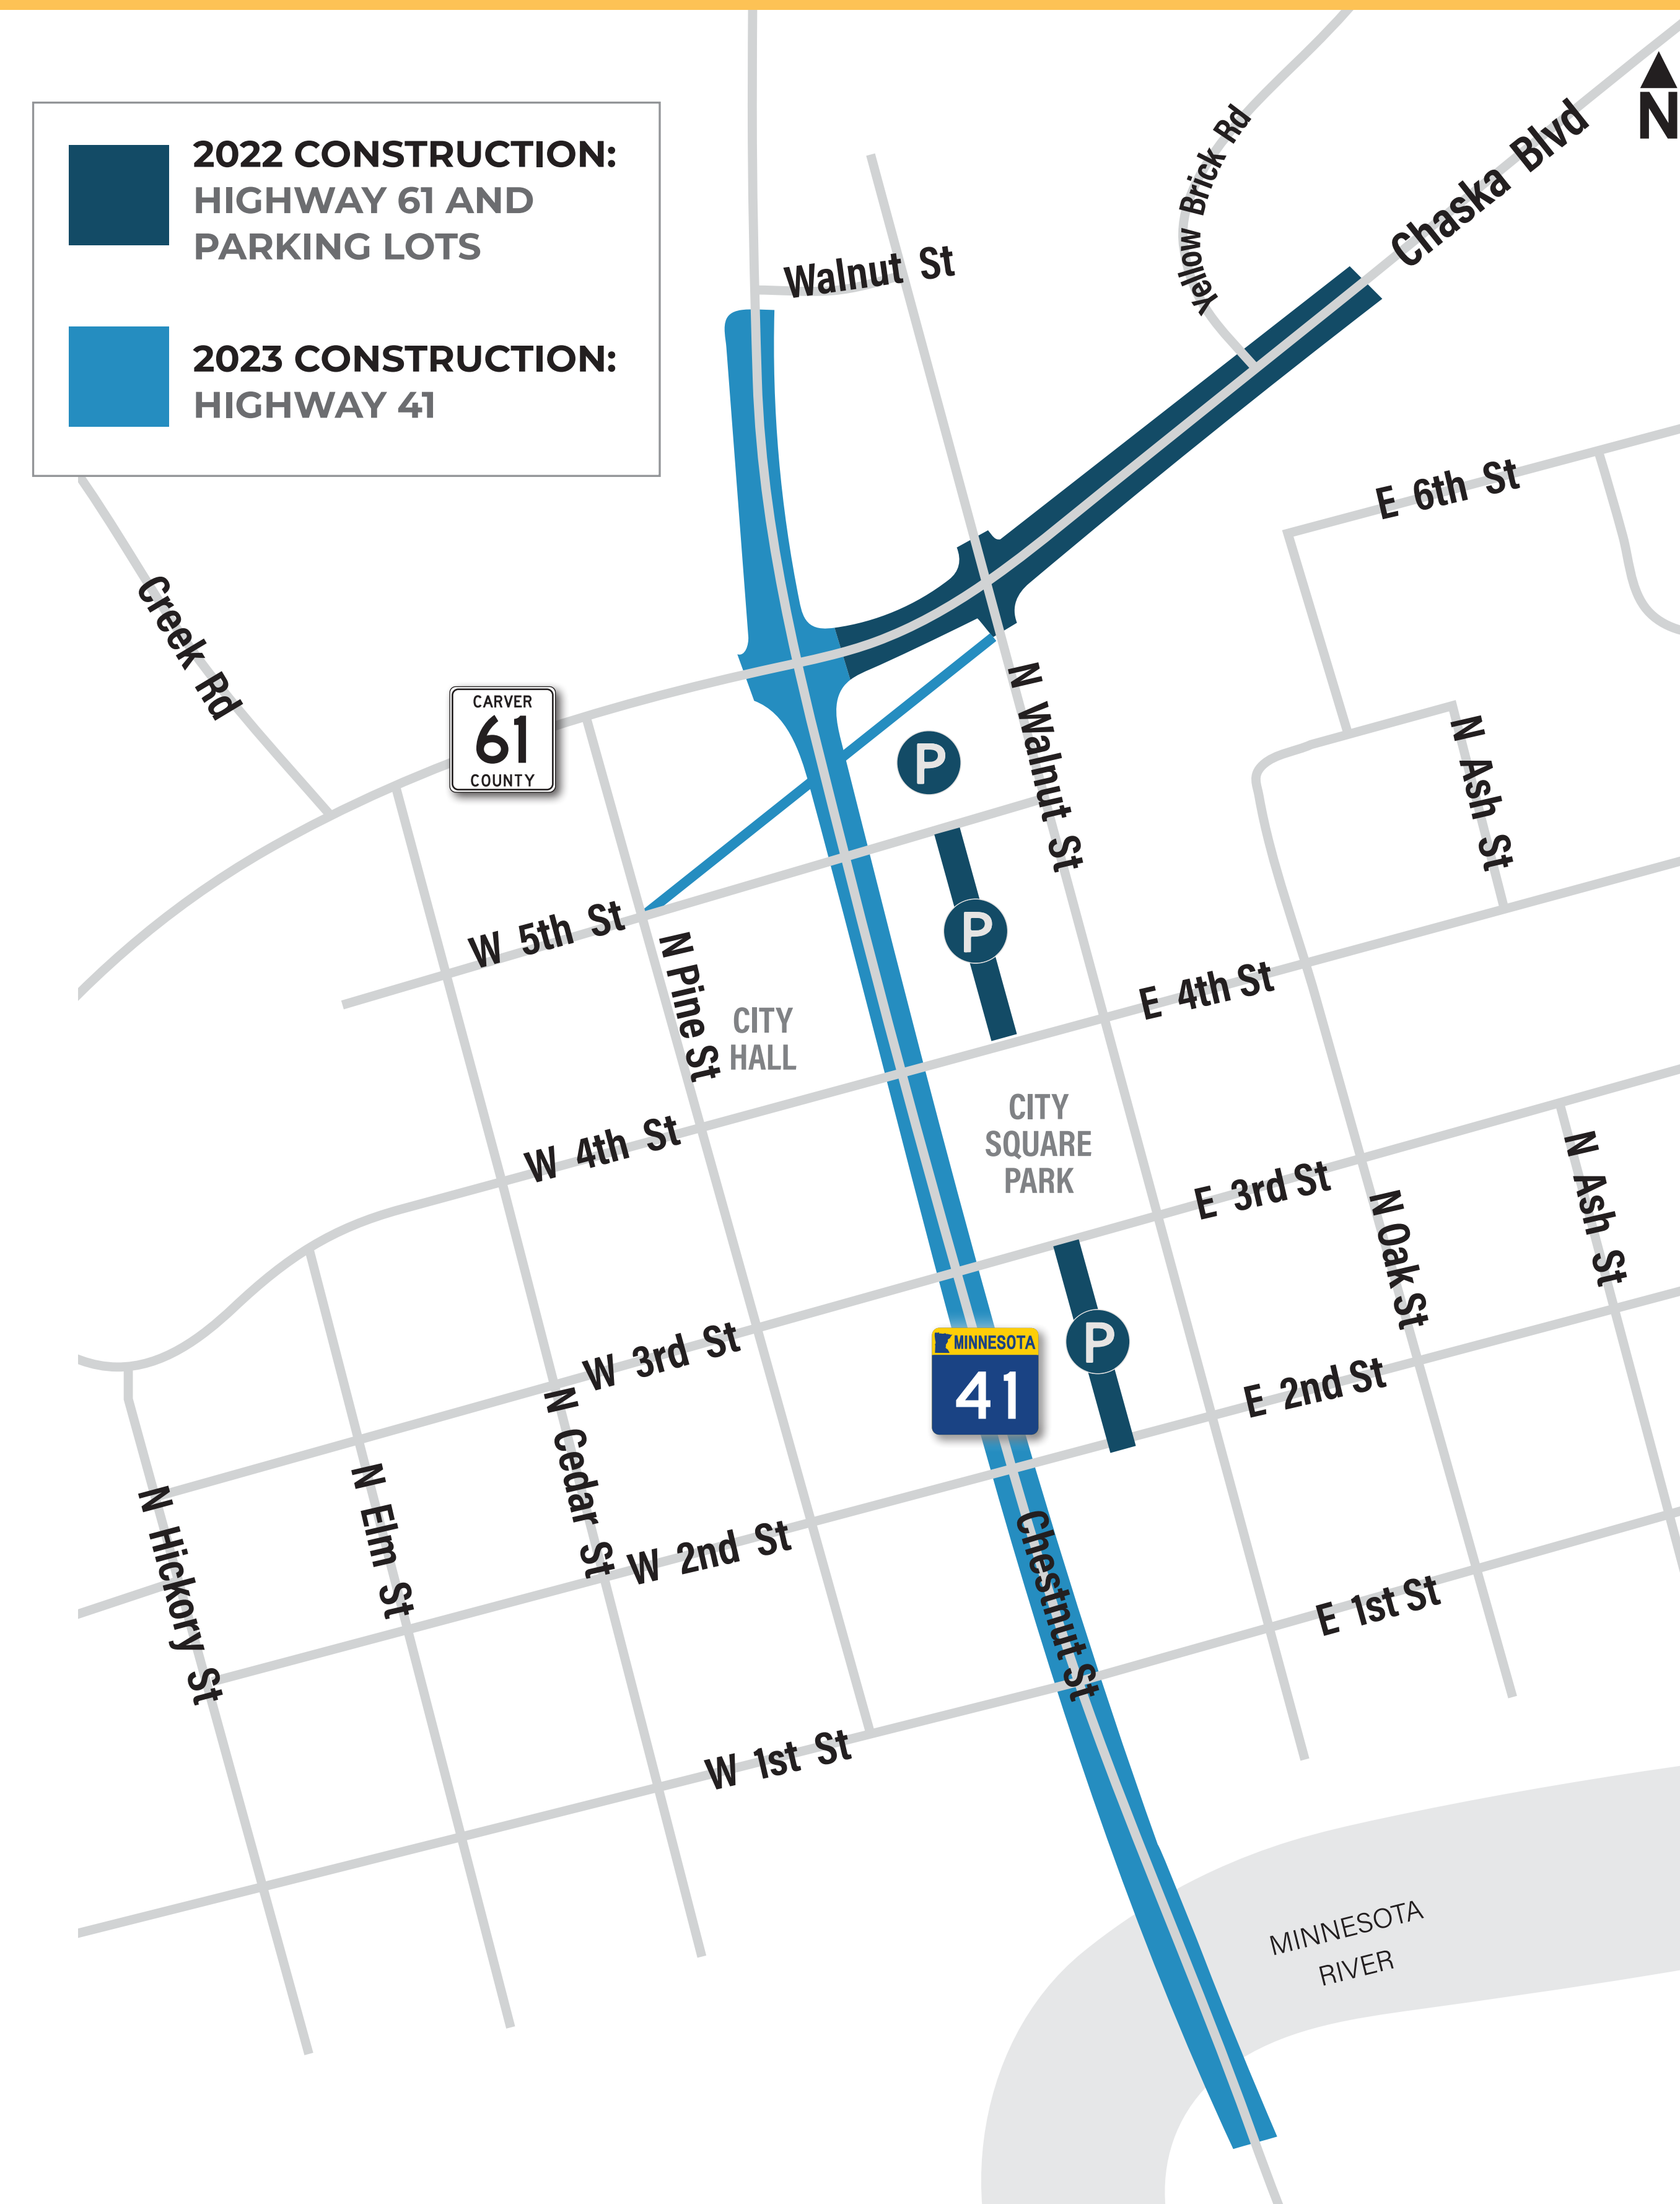 N
2022 CONSTRUCTION:
HIGHWAY 61 AND
PARKING LOTS
2023 CONSTRUCTION:
HIGHWAY 41
Yellow Brick Rd
Chaska Blvd
Walnut St
E 6th St
Creek Rd
CARVER
61
COUNTY
N Walnut St
P
N Ash St
W 5th St
P
N Pine St
CITY
HALL
E 4th St
CITY
SQUARE
PARK
W 4th St
E 3rd St
N Oak St
N Ash St
W 3rd St
MINNESOTA
41
P
E 2nd St
N Cedar St
N Elm St
N Hickory St
W 2nd St
Chestnut St
E 1st St
W 1st St
MINNESOTA
RIVER